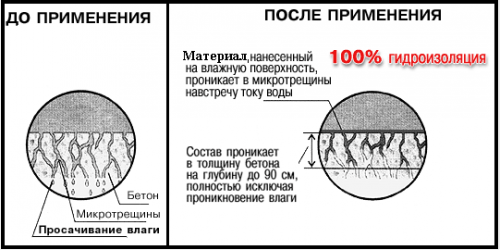 ДО ПРИМЕНЕНИЯ
Бетон
Микротрещины
Просачивание влаги
ПОСЛЕ ПРИМЕНЕНИЯ
Материал,нанесенный
на влажную поверхность,
проникает в микротрещины
навстречу току воды
100% гидроизоляция
Состав проникает
в толщину бетона
на глубину до 90 см,
полностью исключая
проникновение влаги